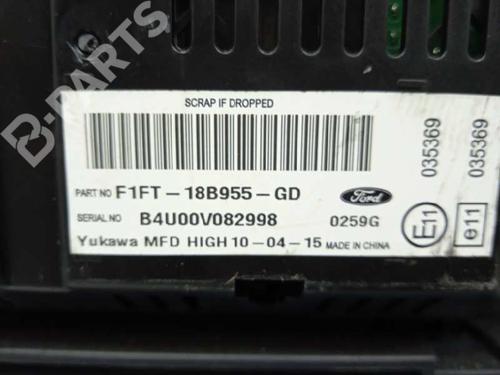 B-PARTS
SCRAP IF DROPPED
PART NO F1FT-18B955-GD Ford
SERIAL NO B4U00V082998 0259G
Yukawa MFD HIGH 10-04-15 MADE IN CHINA
E11 035369
e11 035369